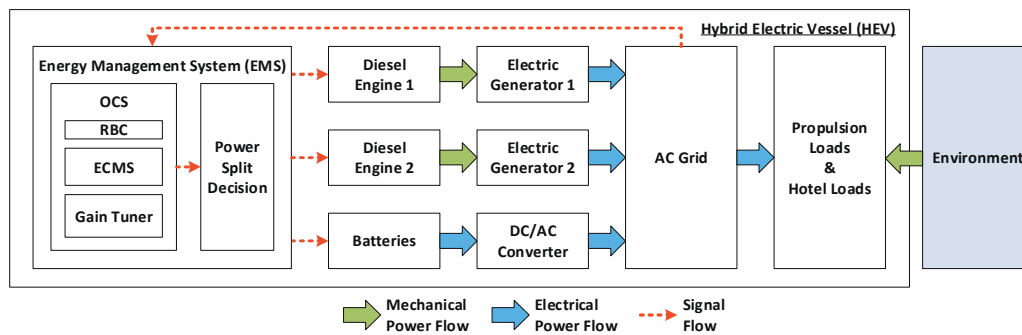 Hybrid Electric Vessel (HEV)
Energy Management System (EMS)
OCS
RBC
ECMS
Gain Tuner
Power
Split
Decision
Diesel
Engine 1
Electric
Generator 1
Diesel
Engine 2
Electric
Generator 2
Batteries
DC/AC
Converter
AC Grid
Propulsion
Loads
&
Hotel Loads
Environment
Mechanical
Power Flow
Electrical
Power Flow
Signal
Flow